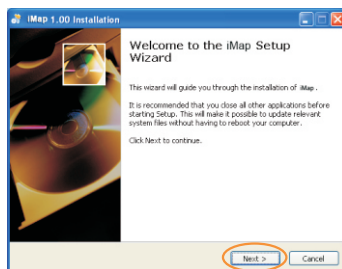 iMap 1.00 Installation
Welcome to the iMap Setup
Wizard
This wizard will guide you through the installation of iMap .
It is recommended that you close all other applications before
starting Setup. This will make it possible to update relevant
system files without having to reboot your computer.
Click Next to continue.
Next >
Cancel